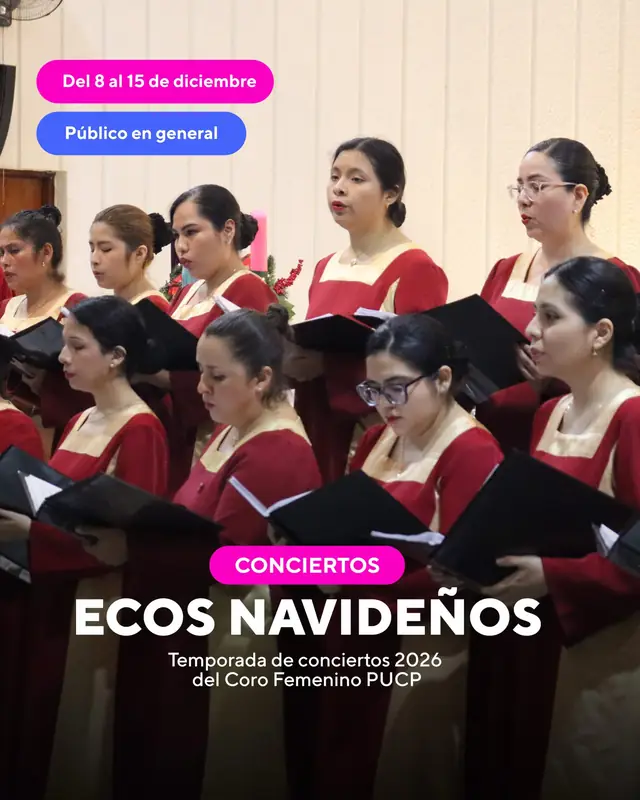 Del 8 al 15 de diciembre
Público en general
CONCIERTOS
ECOS NAVIDEÑOS
Temporada de conciertos 2026
del Coro Femenino PUCP